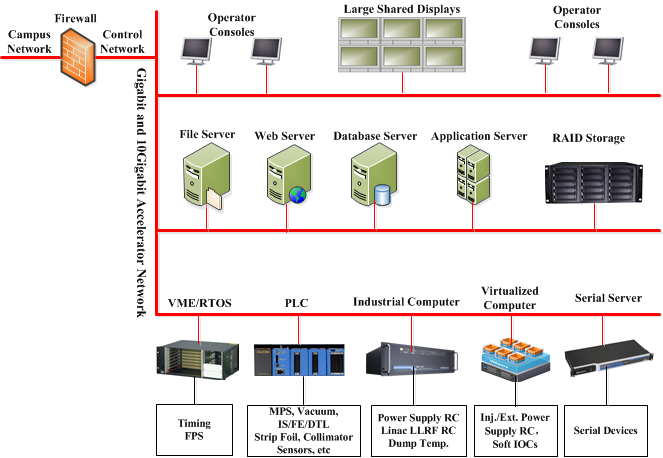 Firewall
Campus
Network
Control
Network
Operator
Consoles
Large Shared Displays
Operator
Consoles
Gigabit and 10Gigabit Accelerator Network
File Server
Web Server
Database Server
Application Server
RAID Storage
VME/RTOS
PLC
Industrial Computer
Virtualized
Computer
Serial Server
Timing
FPS
MPS, Vacuum,
IS/FE/DTL
Strip Foil, Collimator
Sensors, etc
Power Supply RC
Linac LLRF RC
Dump Temp.
Inj./Ext. Power
Supply RC,
Soft IOCs
Serial Devices